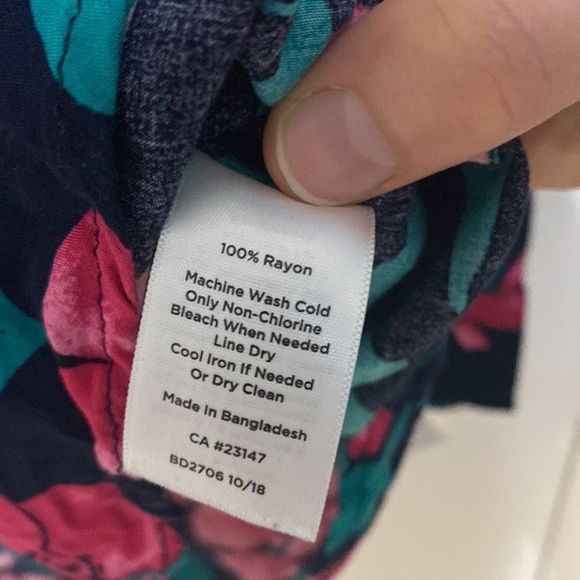 100% Rayon
Machine Wash Cold
Only Non-Chlorine
Bleach When Needed
Line Dry
Cool Iron If Needed
Or Dry Clean
Made In Bangladesh
CA #23147
BD2706 10/18